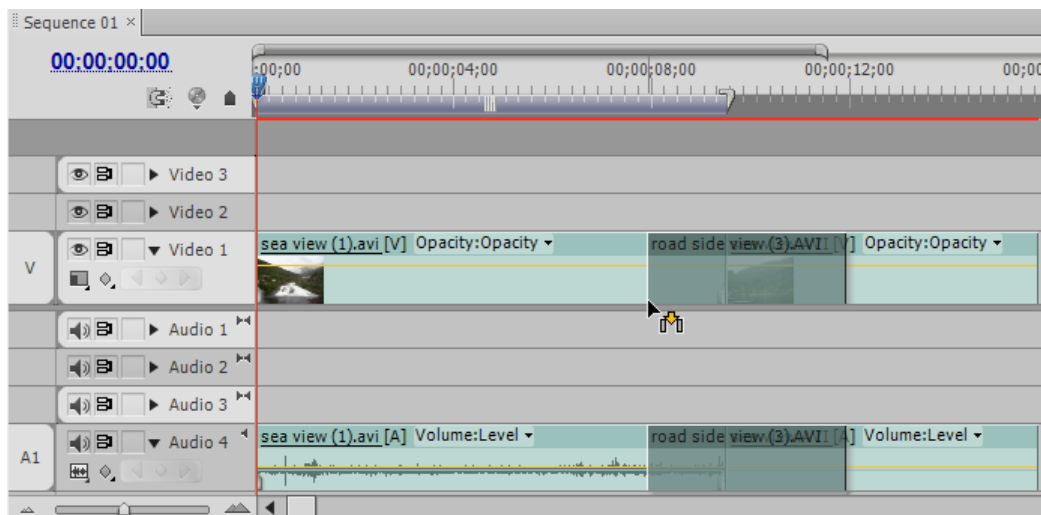 Sequence 01 ×
00;00;00;00
;00;00 00;00;04;00 00;00;08;00 00;00;12;00 00;00
Video 3
Video 2
V Video 1 sea view (1).avi [V] Opacity:Opacity road side view (3).AVI [V] Opacity:Opacity
Audio 1
Audio 2
Audio 3
A1 Audio 4 sea view (1).avi [A] Volume:Level road side view (3).AVI [A] Volume:Level